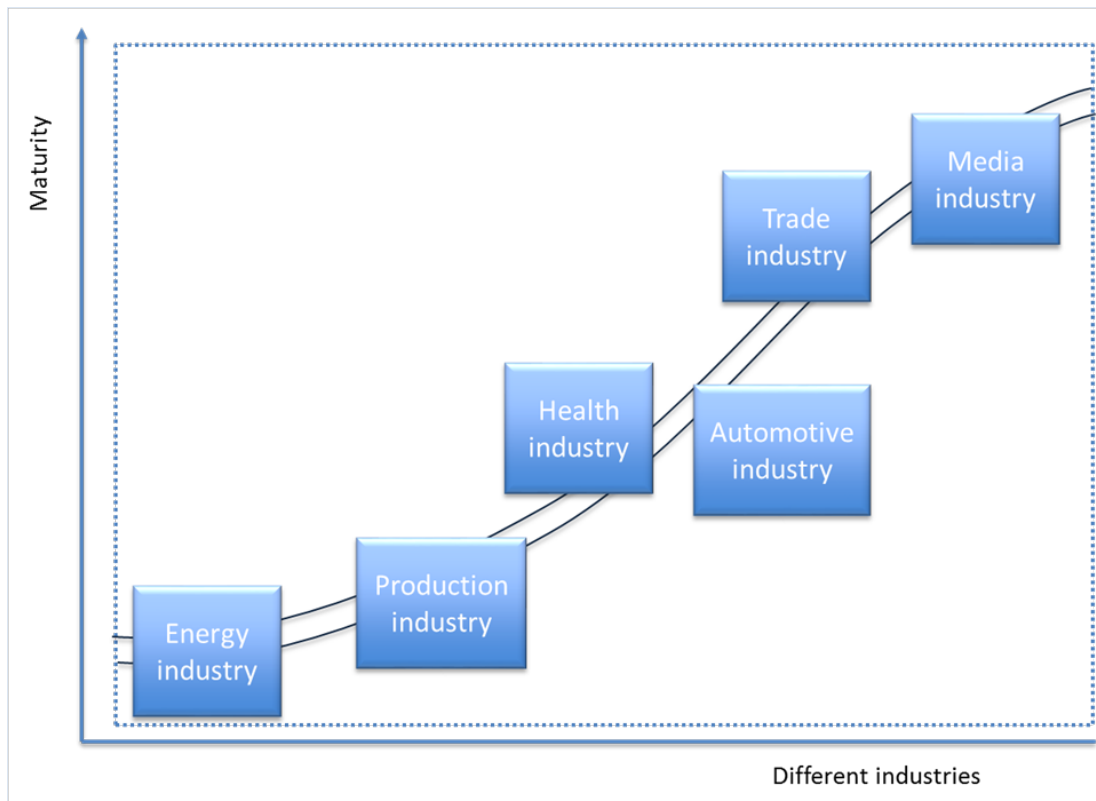 Maturity
Media
industry
Trade
industry
Health
industry
Automotive
industry
Production
industry
Energy
industry
Different industries